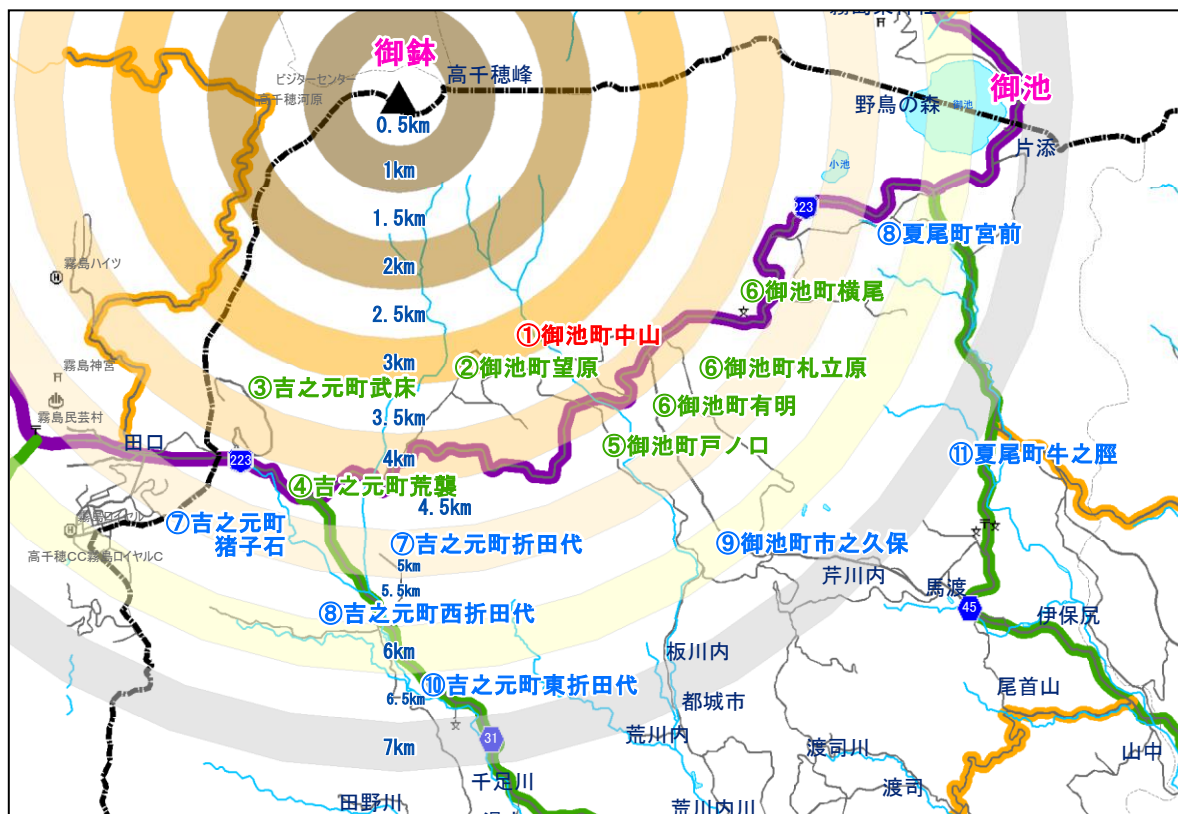 御鉢
高千穂峰
ビジターセンター
高千穂河原
0.5km
1km
1.5km
2km
2.5km
3km
3.5km
4km
4.5km
5km
5.5km
6km
6.5km
7km
御池
野鳥の森
御池
片添
小池
223
⑧夏尾町宮前
霧島ハイツ
⑥御池町横尾
①御池町中山
②御池町望原
⑥御池町札立原
③吉之元町武床
霧島神宮
霧島民芸村
⑥御池町有明
⑤御池町戸ノ口
田口
223
④吉之元町荒襲
⑪夏尾町牛之脛
⑦吉之元町
猪子石
霧島ロイヤル
高千穂CC霧島ロイヤルC
⑦吉之元町折田代
⑨御池町市之久保
芹川内
馬渡
45
伊保尻
⑧吉之元町西折田代
板川内
⑩吉之元町東折田代
都城市
尾首山
荒川内
31
渡司川
山中
千足川
渡司
田野川
荒川内川